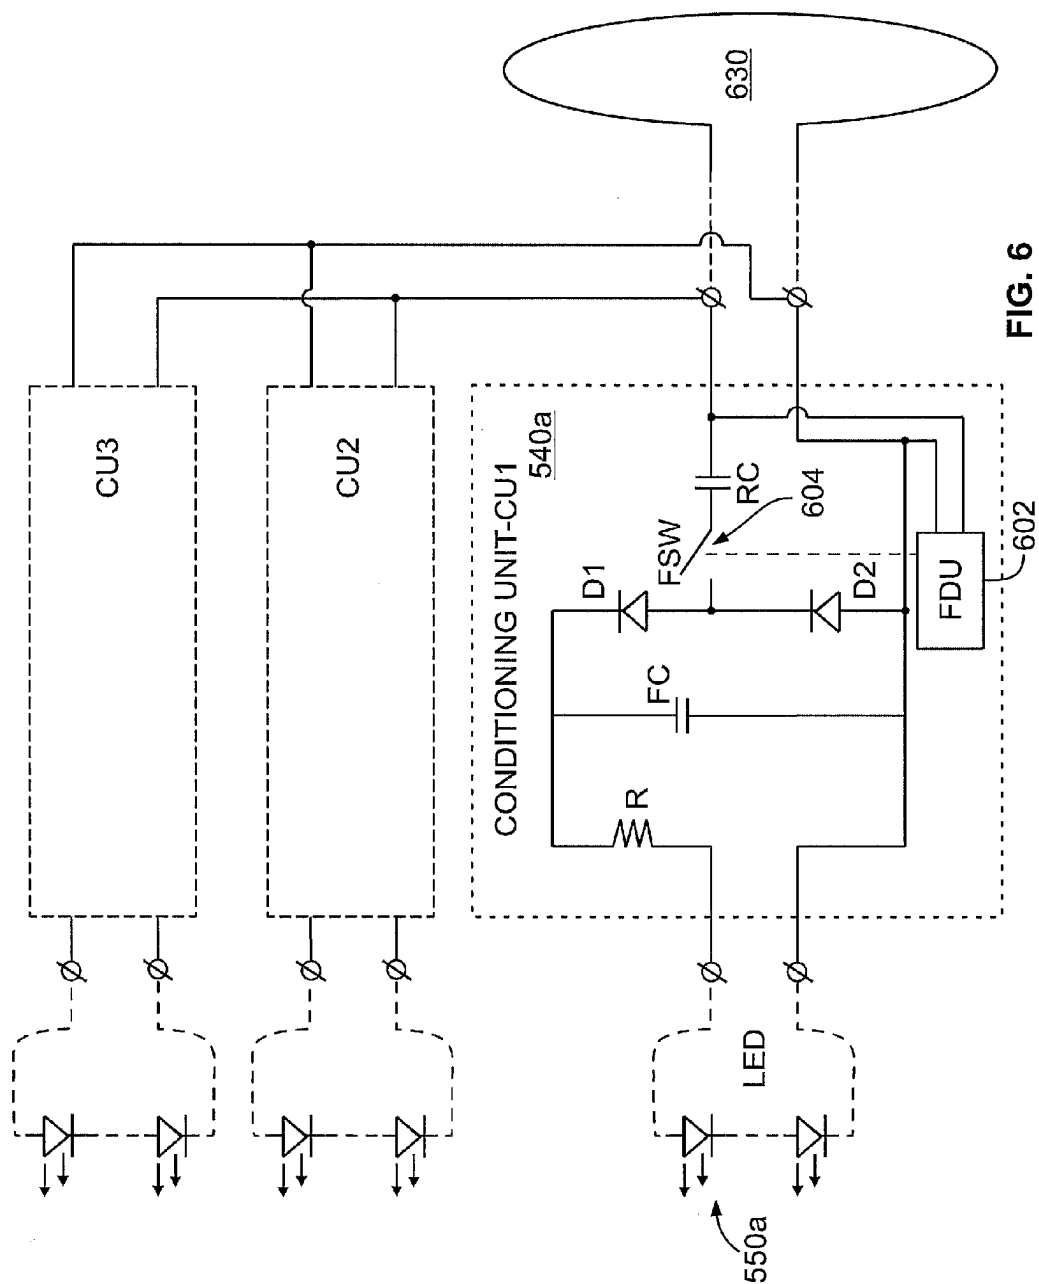 630
FIG. 6
CU3
CU2
CONDITIONING UNIT-CU1
540a
RC
604
FSW
D1
D2
FDU
602
FC
R
LED
550a